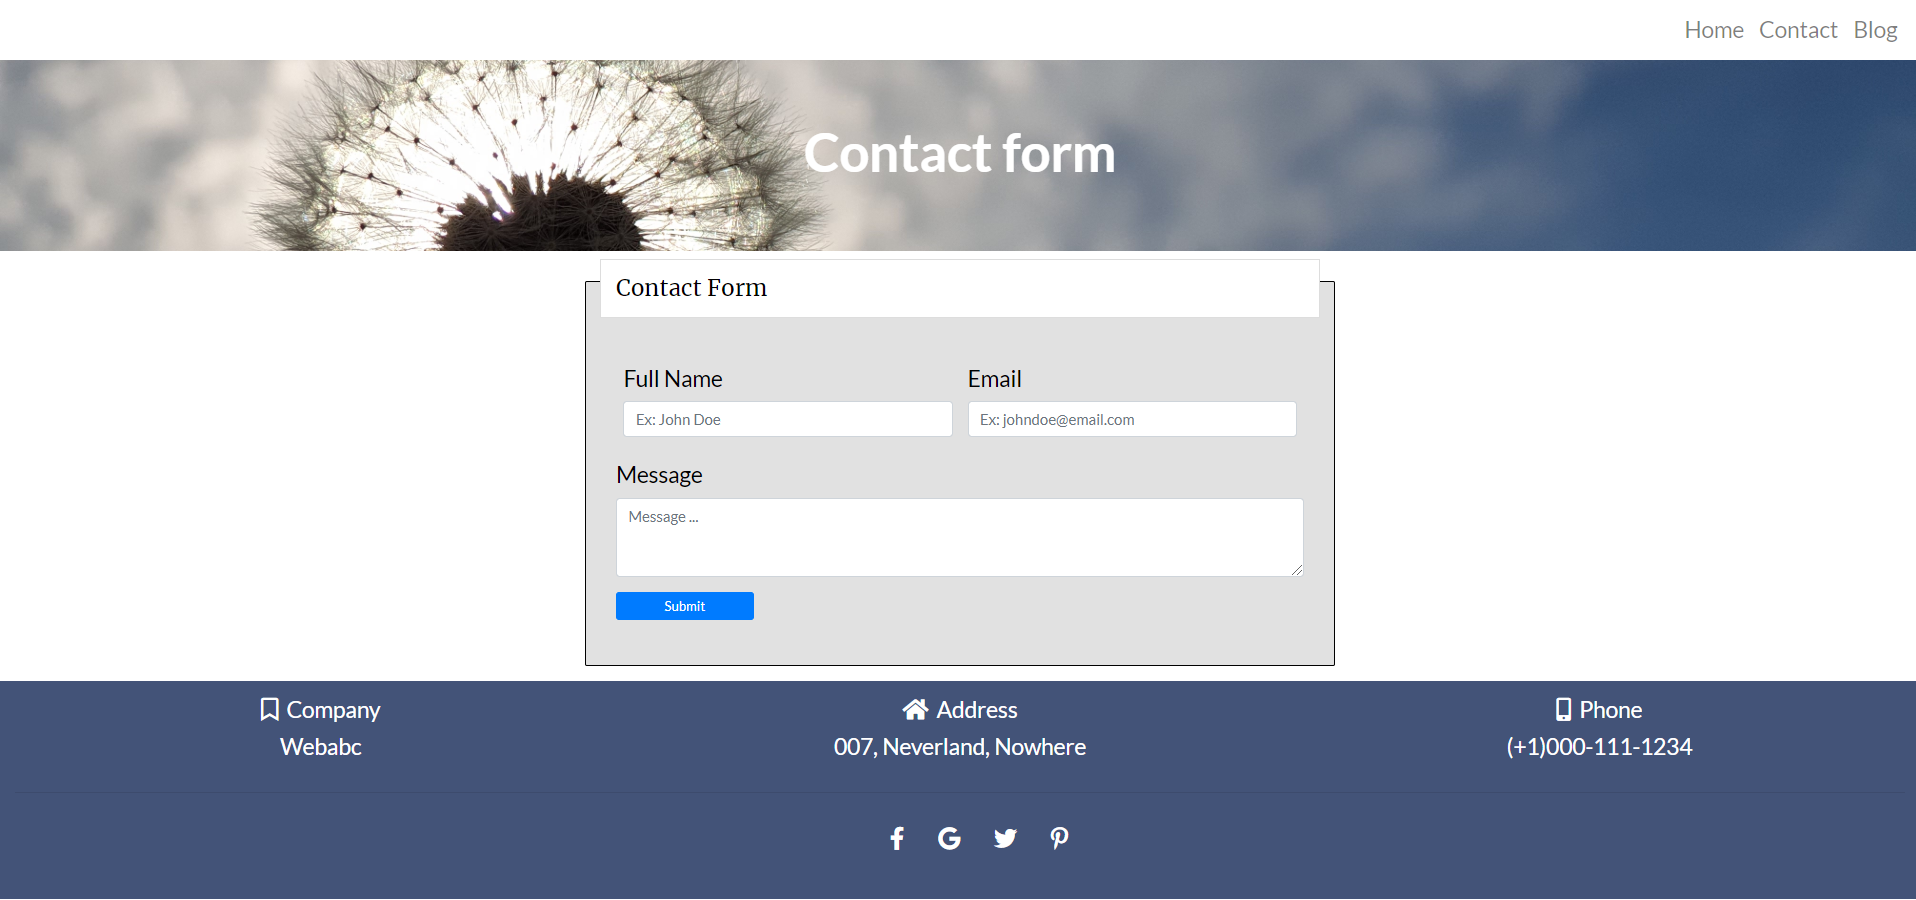 Home Contact Blog
Contact form
Contact Form
Full Name Email
Ex: John Doe Ex: johndoe@email.com
Message
Message ...
Submit
Company Address Phone
Webabc 007, Neverland, Nowhere (+1)000-111-1234